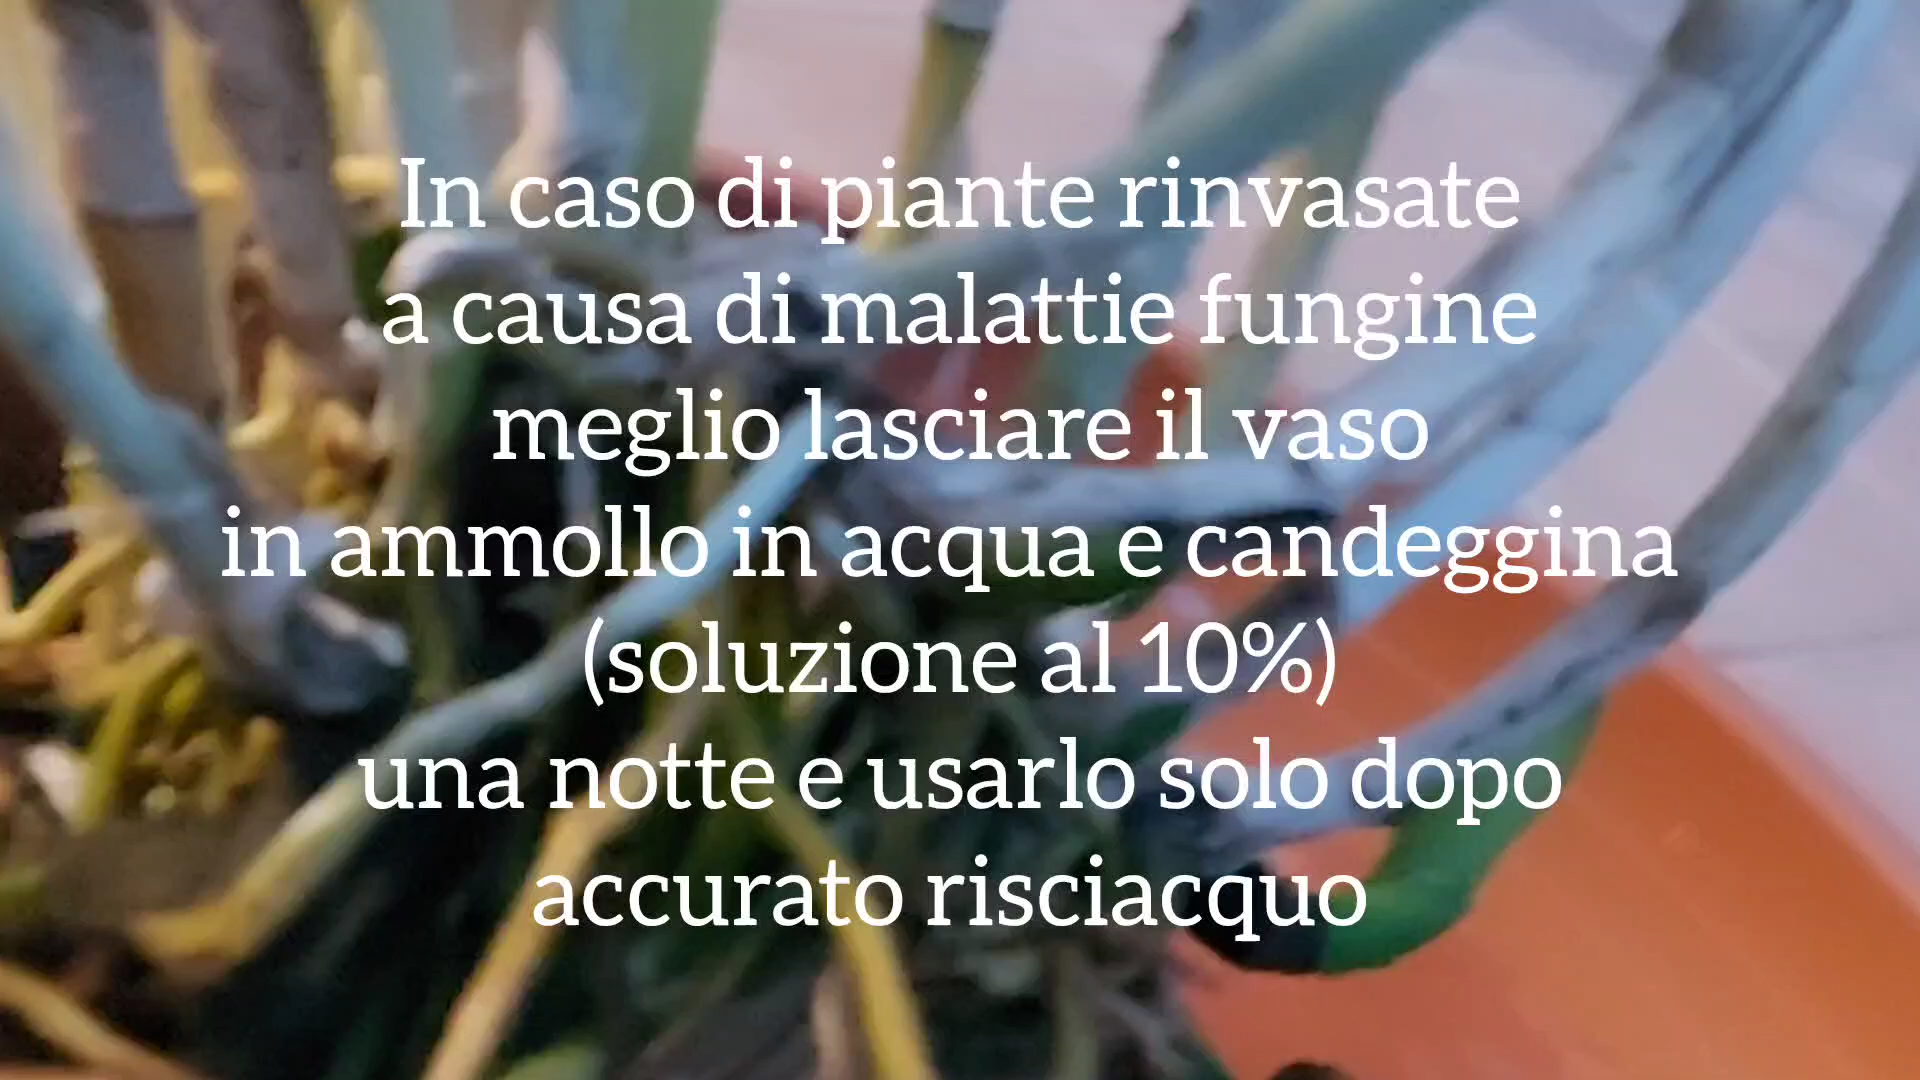 In caso di piante rinvasate
a causa di malattie fungine
meglio lasciare il vaso
in ammollo in acqua e candeggina
(soluzione al 10%)
una notte e usarlo solo dopo
accurato risciacquo